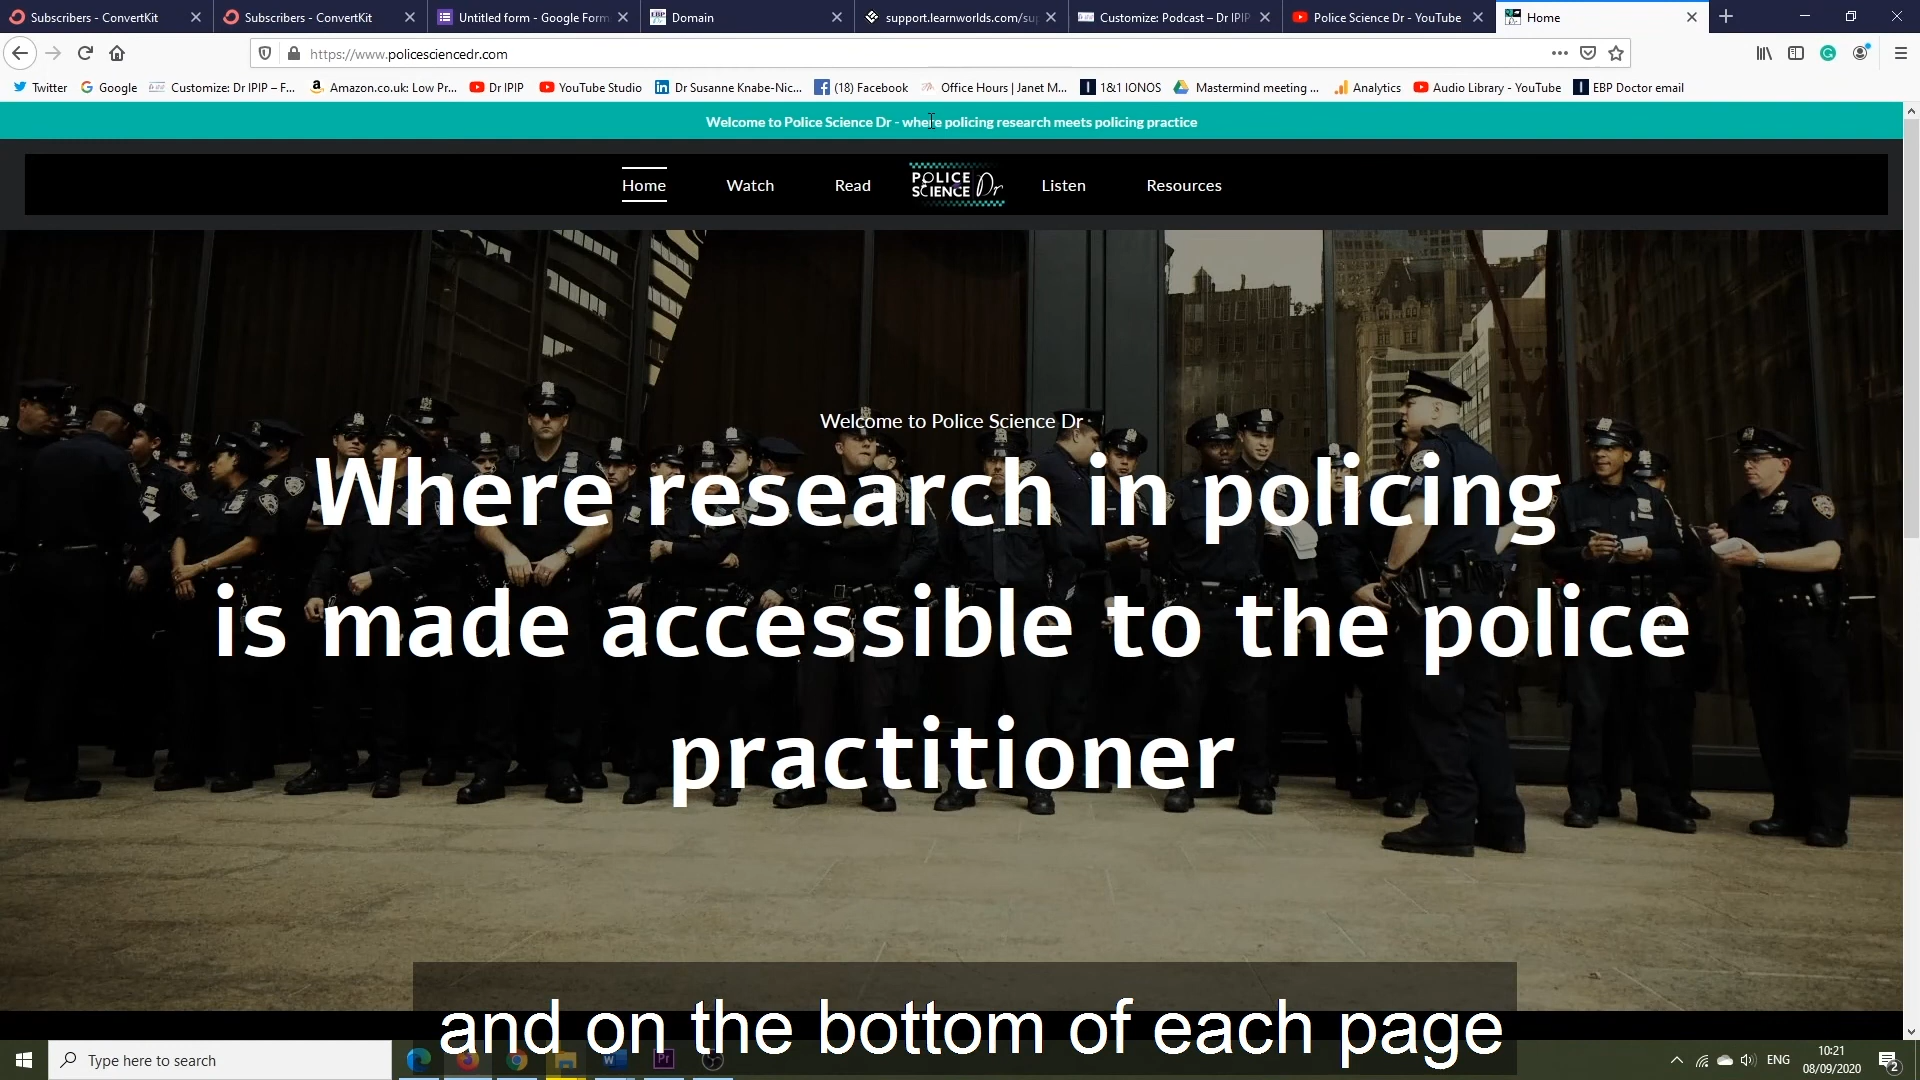 Subscribers - ConvertKit
Subscribers - ConvertKit
Untitled form - Google Form
Domain
support.learnworlds.com/su
Customize: Podcast – Dr IPIP
Police Science Dr - YouTube
Home
https://www.policesciencedr.com
Twitter
Google
Customize: Dr IPIP – F...
Amazon.co.uk: Low Pr...
Dr IPIP
YouTube Studio
Dr Susanne Knabe-Nic...
(18) Facebook
Office Hours | Janet M...
1&1 IONOS
Mastermind meeting ...
Analytics
Audio Library - YouTube
EBP Doctor email
Welcome to Police Science Dr - where policing research meets policing practice
Home
Watch
Read
POLICE
SCIENCE Dr
Listen
Resources
Welcome to Police Science Dr
Where research in policing
is made accessible to the police
practitioner
and on the bottom of each page
Type here to search
ENG
10:21
08/09/2020
2